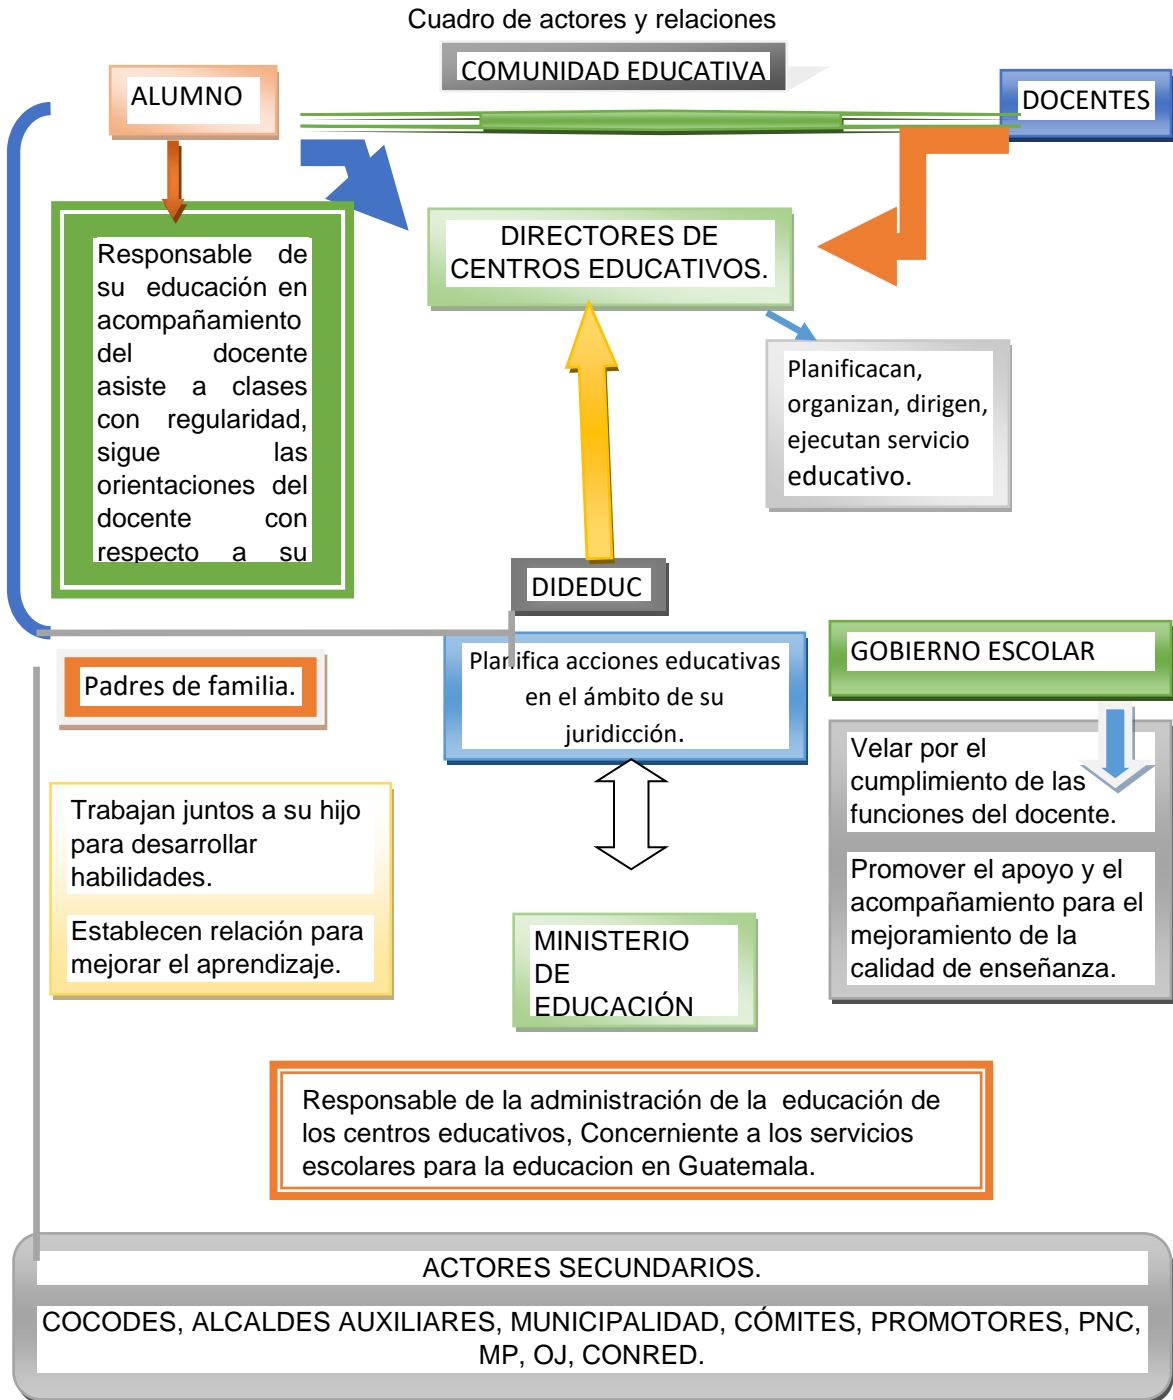 Cuadro de actores y relaciones
COMUNIDAD EDUCATIVA
ALUMNO
DOCENTES
Responsable de
su educación en
acompañamiento
del docente
asiste a clases
con regularidad,
sigue las
orientaciones del
docente con
respecto a su
DIRECTORES DE
CENTROS EDUCATIVOS.
Planificacan,
organizan, dirigen,
ejecutan servicio
educativo.
DIDEDUC
Planifica acciones educativas
en el ámbito de su
juridicción.
GOBIERNO ESCOLAR
Padres de familia.
Velar por el
cumplimiento de las
funciones del docente.
Promover el apoyo y el
acompañamiento para el
mejoramiento de la
calidad de enseñanza.
Trabajan juntos a su hijo
para desarrollar
habilidades.
Establecen relación para
mejorar el aprendizaje.
MINISTERIO
DE
EDUCACIÓN
Responsable de la administración de la educación de
los centros educativos, Concerniente a los servicios
escolares para la educacion en Guatemala.
ACTORES SECUNDARIOS.
COCODES, ALCALDES AUXILIARES, MUNICIPALIDAD, CÓMITES, PROMOTORES, PNC,
MP, OJ, CONRED.